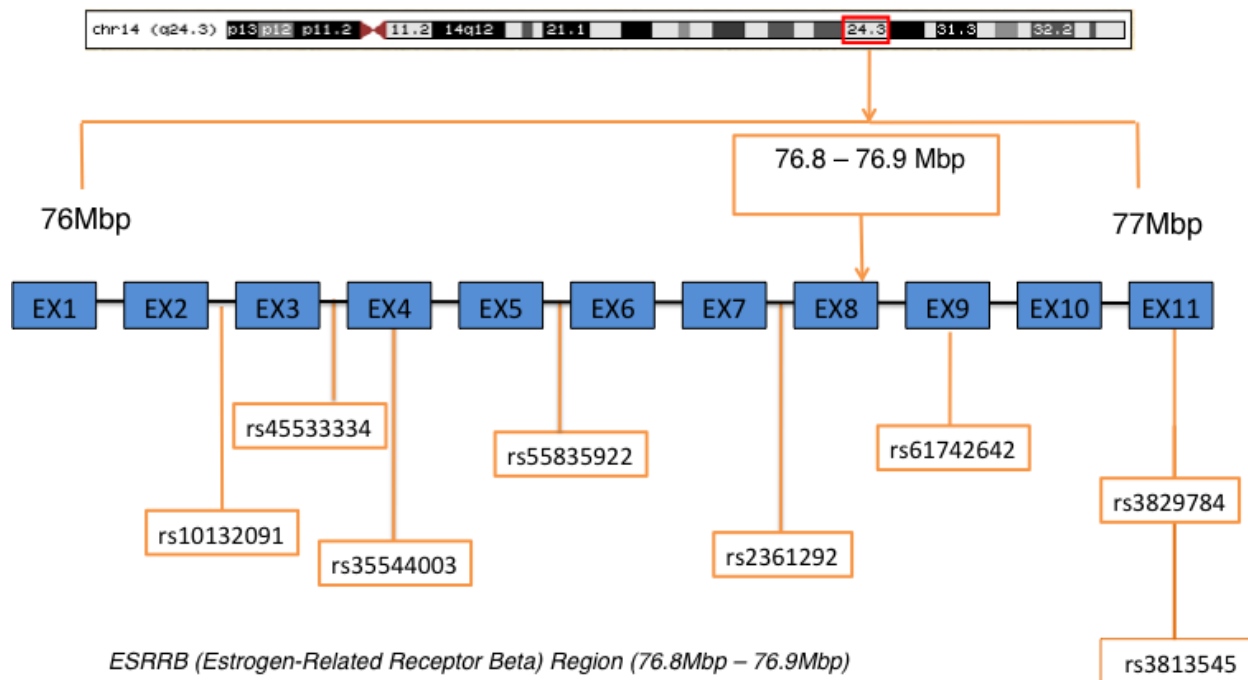 chr14 (q24.3) p13 p12 p11.2 11.2 14q12 21.1 24.3 31.3 32.2
76.8 – 76.9 Mbp
76Mbp
77Mbp
EX1 EX2 EX3 EX4 EX5 EX6 EX7 EX8 EX9 EX10 EX11
rs45533334
rs55835922
rs61742642
rs3829784
rs10132091
rs35544003
rs2361292
rs3813545
ESRRB (Estrogen-Related Receptor Beta) Region (76.8Mbp – 76.9Mbp)